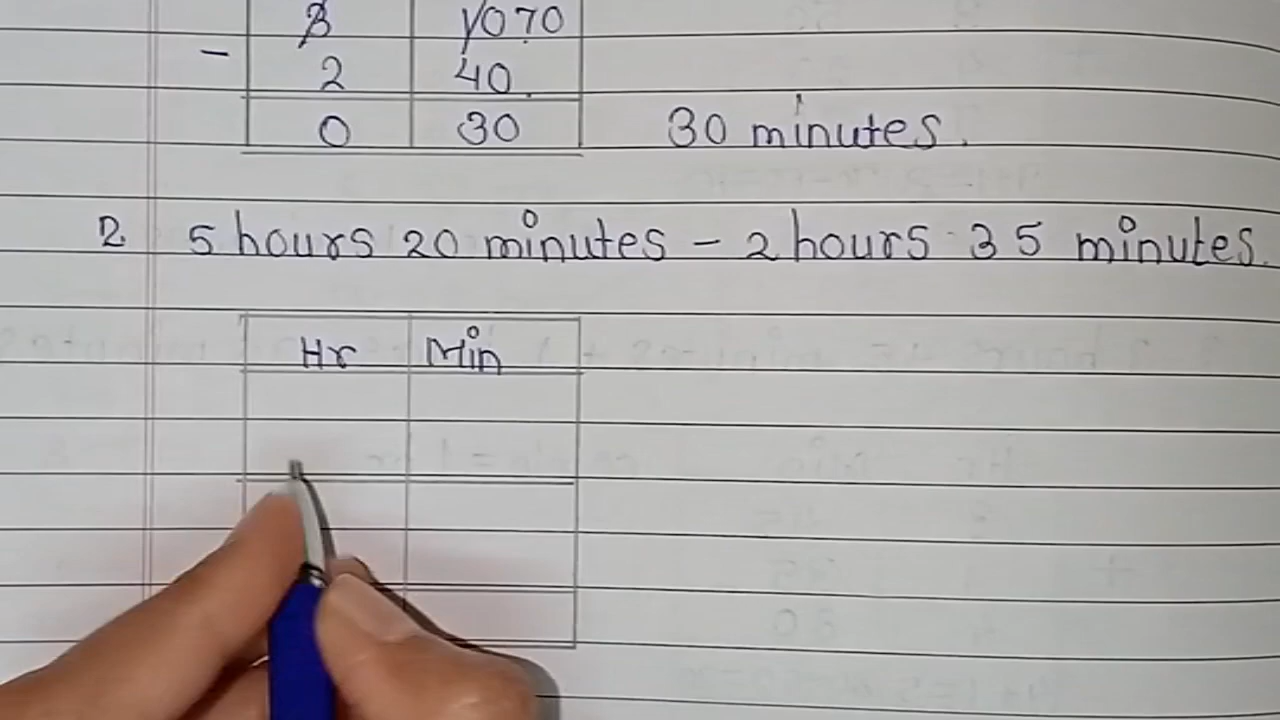 3 1070
- 2 40.
0 30 30 minutes.
2 5 hours 20 minutes - 2 hours 35 minutes.
Hr Min